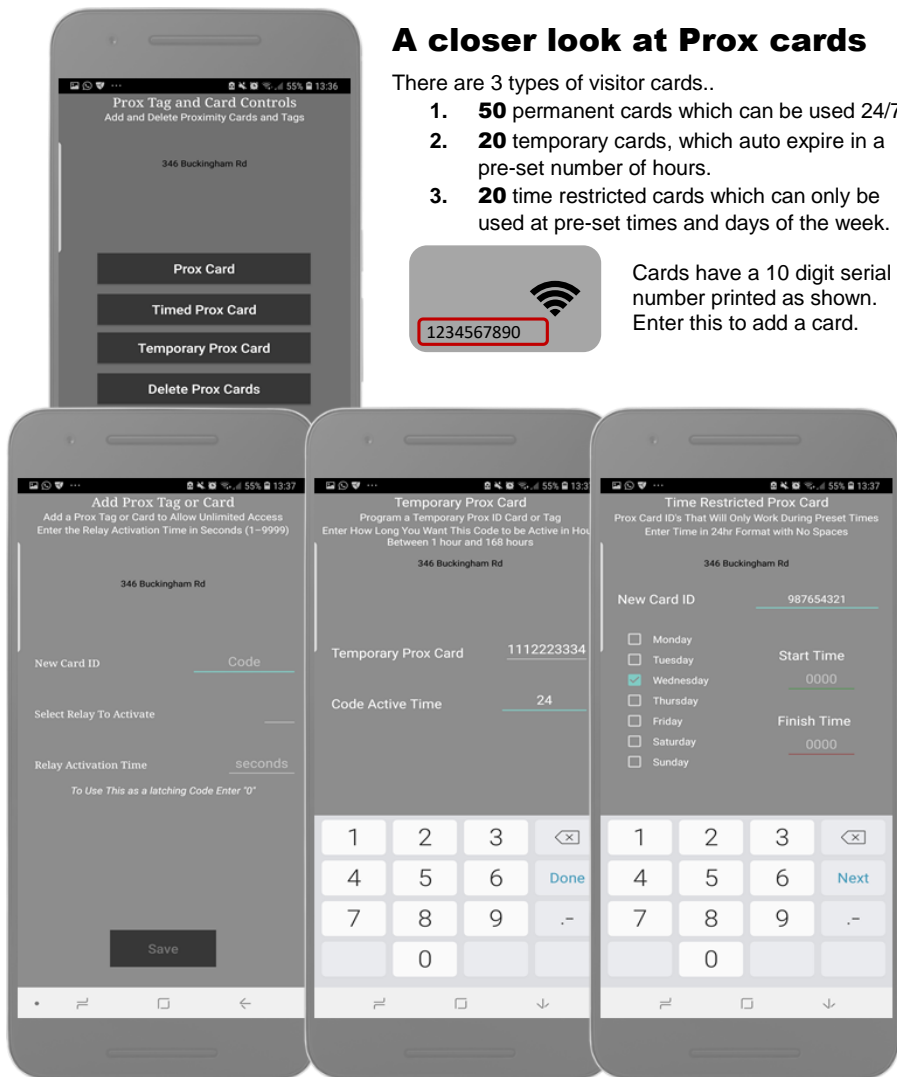 A closer look at Prox cards
There are 3 types of visitor cards..
1. 50 permanent cards which can be used 24/7
2. 20 temporary cards, which auto expire in a
pre-set number of hours.
3. 20 time restricted cards which can only be
used at pre-set times and days of the week.
Cards have a 10 digit serial
number printed as shown.
Enter this to add a card.
1234567890
55% 13:36
Prox Tag and Card Controls
Add and Delete Proximity Cards and Tags
346 Buckingham Rd
Prox Card
Timed Prox Card
Temporary Prox Card
Delete Prox Cards
55% 13:37
Add Prox Tag or Card
Add a Prox Tag or Card to Allow Unlimited Access
Enter the Relay Activation Time in Seconds (1-9999)
346 Buckingham Rd
New Card ID Code
Select Relay To Activate
Relay Activation Time seconds
To Use This as a latching Code Enter "0"
Save
55% 13:37
Temporary Prox Card
Program a Temporary Prox ID Card or Tag
Enter How Long You Want This Code to be Active in Hou
Between 1 hour and 168 hours
346 Buckingham Rd
Temporary Prox Card 1112223334
Code Active Time 24
1 2 3
4 5 6 Done
7 8 9 .-
0
55% 13:37
Time Restricted Prox Card
Prox Card ID's That Will Only Work During Preset Times
Enter Time in 24hr Format with No Spaces
346 Buckingham Rd
New Card ID 987654321
Monday
Tuesday
Wednesday
Thursday
Friday
Saturday
Sunday
Start Time
0000
Finish Time
0000
1 2 3
4 5 6 Next
7 8 9 .-
0